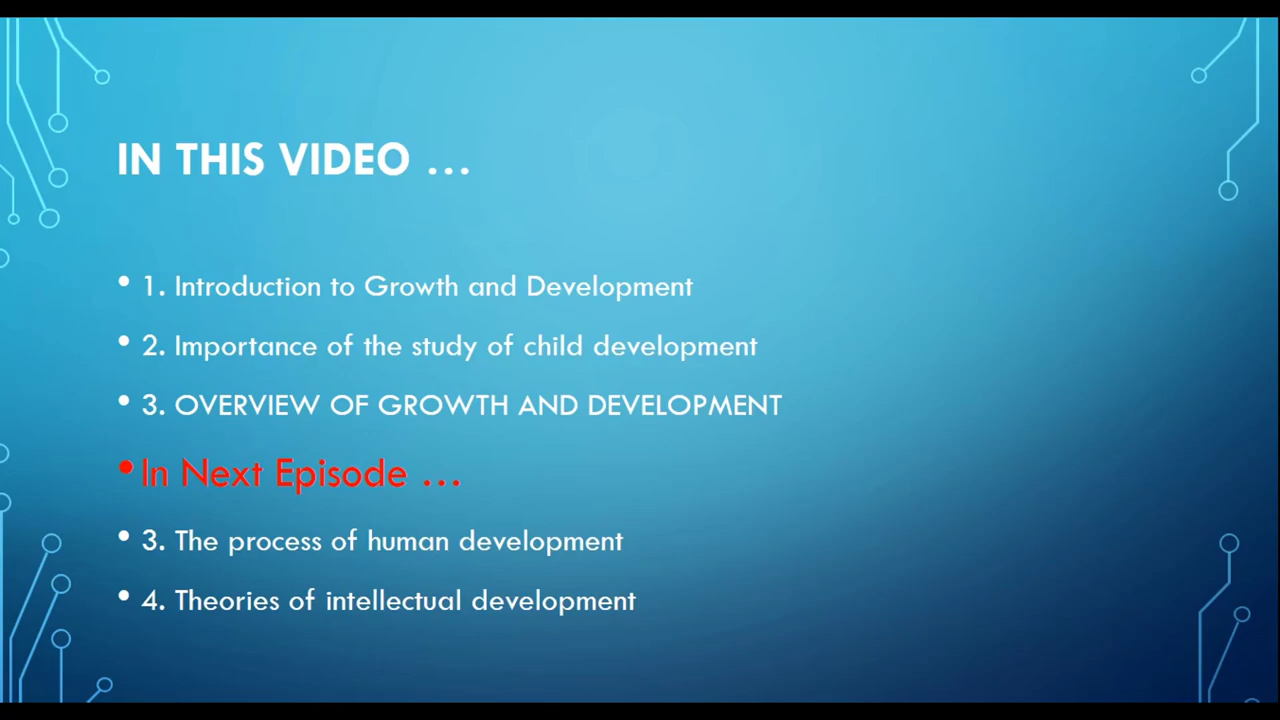 IN THIS VIDEO ...
• 1. Introduction to Growth and Development
• 2. Importance of the study of child development
• 3. OVERVIEW OF GROWTH AND DEVELOPMENT
• In Next Episode ...
• 3. The process of human development
• 4. Theories of intellectual development